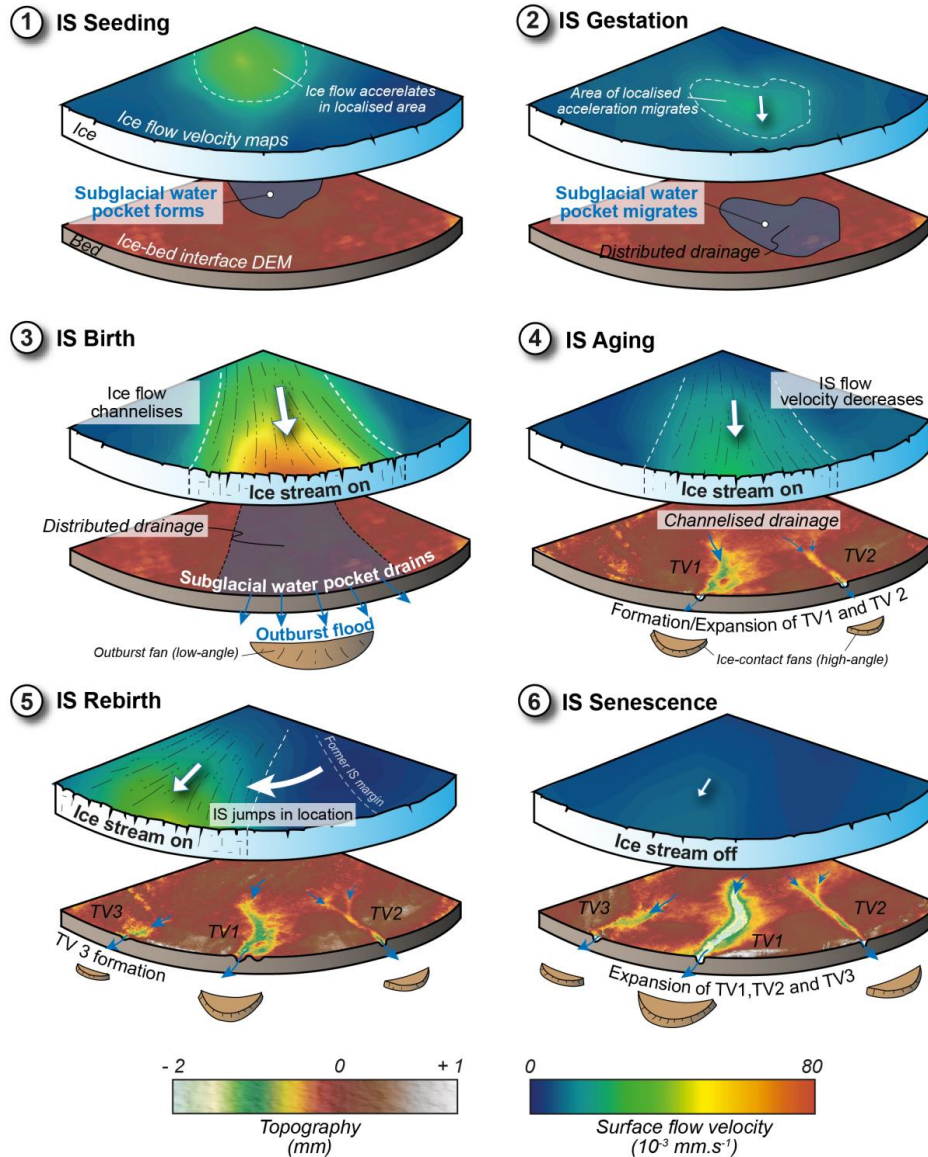 1 IS Seeding
Ice flow accerelates
in localised area
Ice
Ice flow velocity maps
Subglacial water
pocket forms
Bed
Ice-bed interface DEM
2 IS Gestation
Area of localised
acceleration migrates
Subglacial water
pocket migrates
Distributed drainage
3 IS Birth
Ice flow
channelises
Ice stream on
Distributed drainage
Subglacial water pocket drains
Outburst flood
Outburst fan (low-angle)
4 IS Aging
IS flow
velocity decreases
Ice stream on
Channelised drainage
TV1
TV2
Formation/Expansion of TV1 and TV 2
Ice-contact fans (high-angle)
5 IS Rebirth
Former IS margin
IS jumps in location
Ice stream on
TV3
TV1
TV2
TV 3 formation
6 IS Senescence
Ice stream off
TV3
TV1
TV2
Expansion of TV1,TV2 and TV3
- 2 0 + 1
Topography
(mm)
0 80
Surface flow velocity
(10⁻³ mm.s⁻¹)